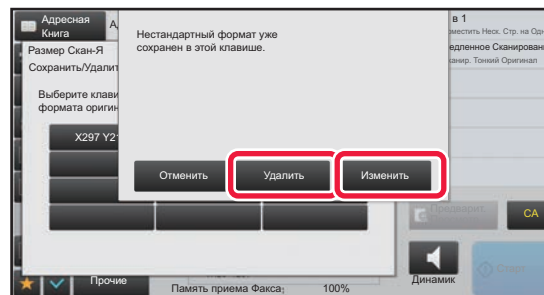 Адресная
Книга
Нестандартный формат уже
сохранен в этой клавише.
в 1
Неск. Стр. на Одн
Размер Скан-Я
едленное Сканирован
Сохранить/Удалит
канир. Тонкий Оригинал
Выберите клави
формата оригин
X297 Y21
Отменить
Удалить
Изменить
CA
Прочие
Память приема Факса:
100%
Динамик
Старт